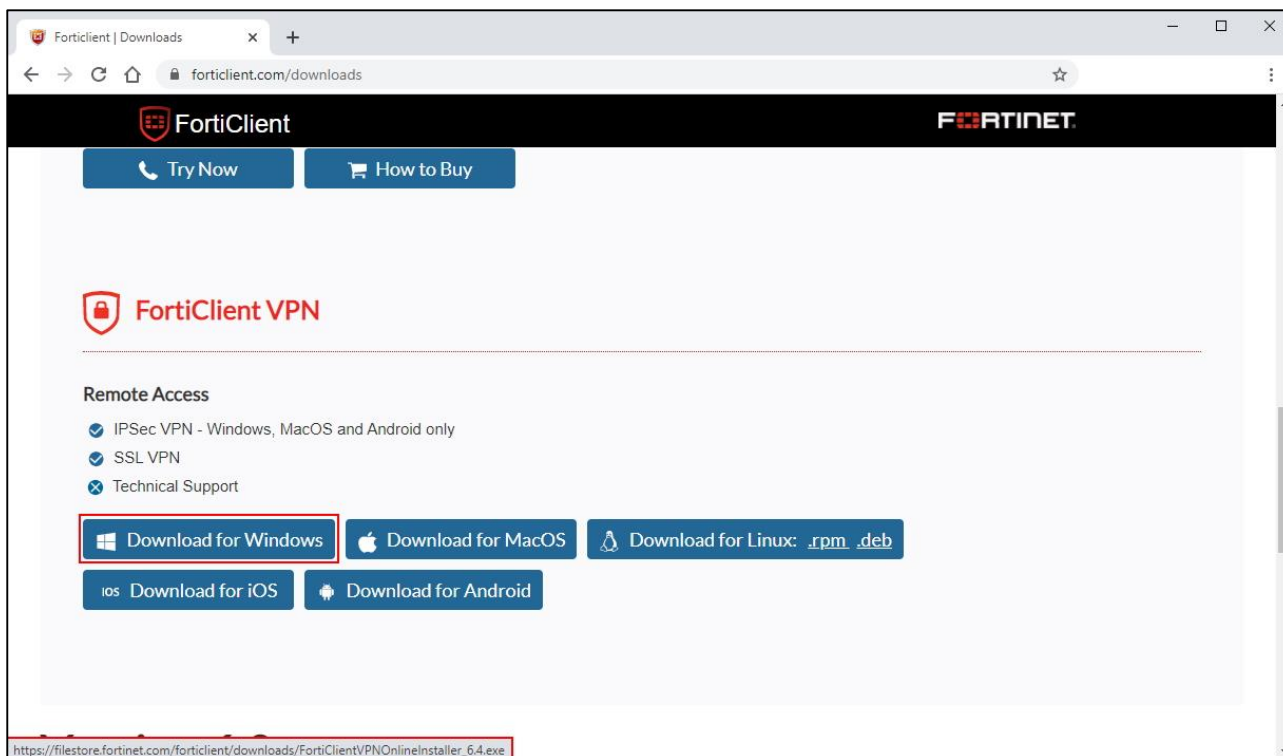 Forticlient | Downloads
forticlient.com/downloads
FortiClient FORTINET
Try Now How to Buy
FortiClient VPN
Remote Access
IPSec VPN - Windows, MacOS and Android only
SSL VPN
Technical Support
Download for Windows Download for MacOS Download for Linux: .rpm .deb
iOS Download for iOS Download for Android
https://filestore.fortinet.com/forticlient/downloads/FortiClientVPNOnlineInstaller_6.4.exe